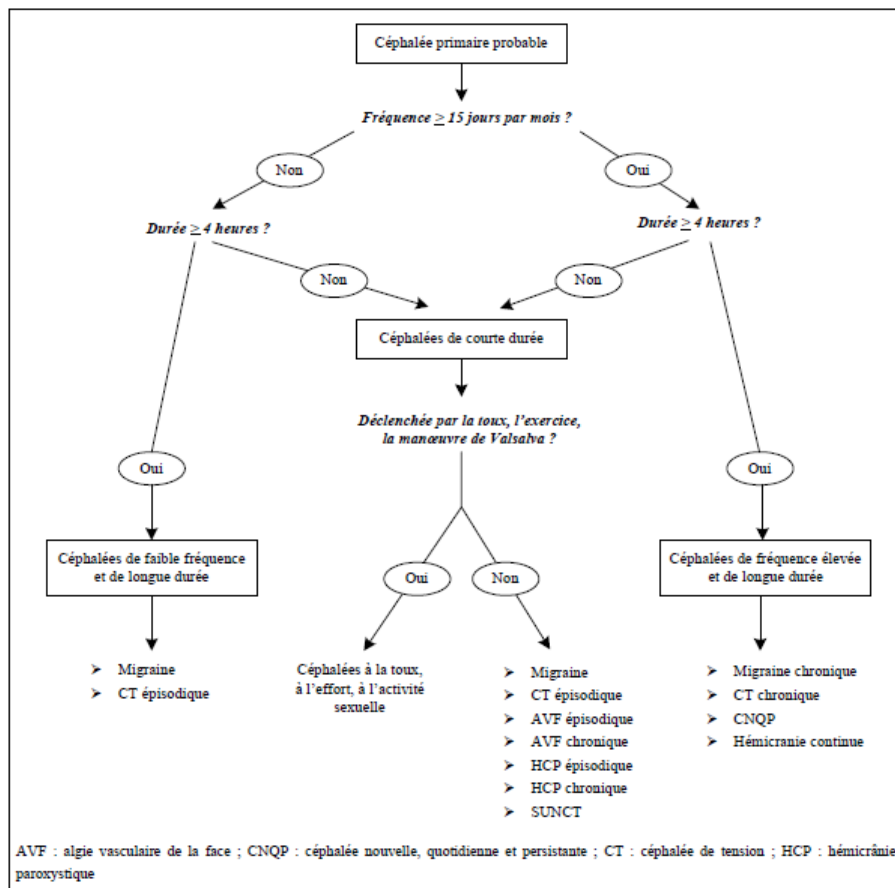 Céphalée primaire probable
Fréquence ≥ 15 jours par mois ?
Non
Oui
Durée ≥ 4 heures ?
Durée ≥ 4 heures ?
Non
Non
Céphalées de courte durée
Déclenchée par la toux, l'exercice,
la manœuvre de Valsalva ?
Oui
Oui
Céphalées de faible fréquence
et de longue durée
Oui
Non
Céphalées de fréquence élevée
et de longue durée
➢ Migraine
➢ CT épisodique
Céphalées à la toux,
à l'effort, à l'activité
sexuelle
➢ Migraine
➢ CT épisodique
➢ AVF épisodique
➢ AVF chronique
➢ HCP épisodique
➢ HCP chronique
➢ SUNCT
➢ Migraine chronique
➢ CT chronique
➢ CNQP
➢ Hémicranie continue
AVF : algie vasculaire de la face ; CNQP : céphalée nouvelle, quotidienne et persistante ; CT : céphalée de tension ; HCP : hémicrânie
paroxystique